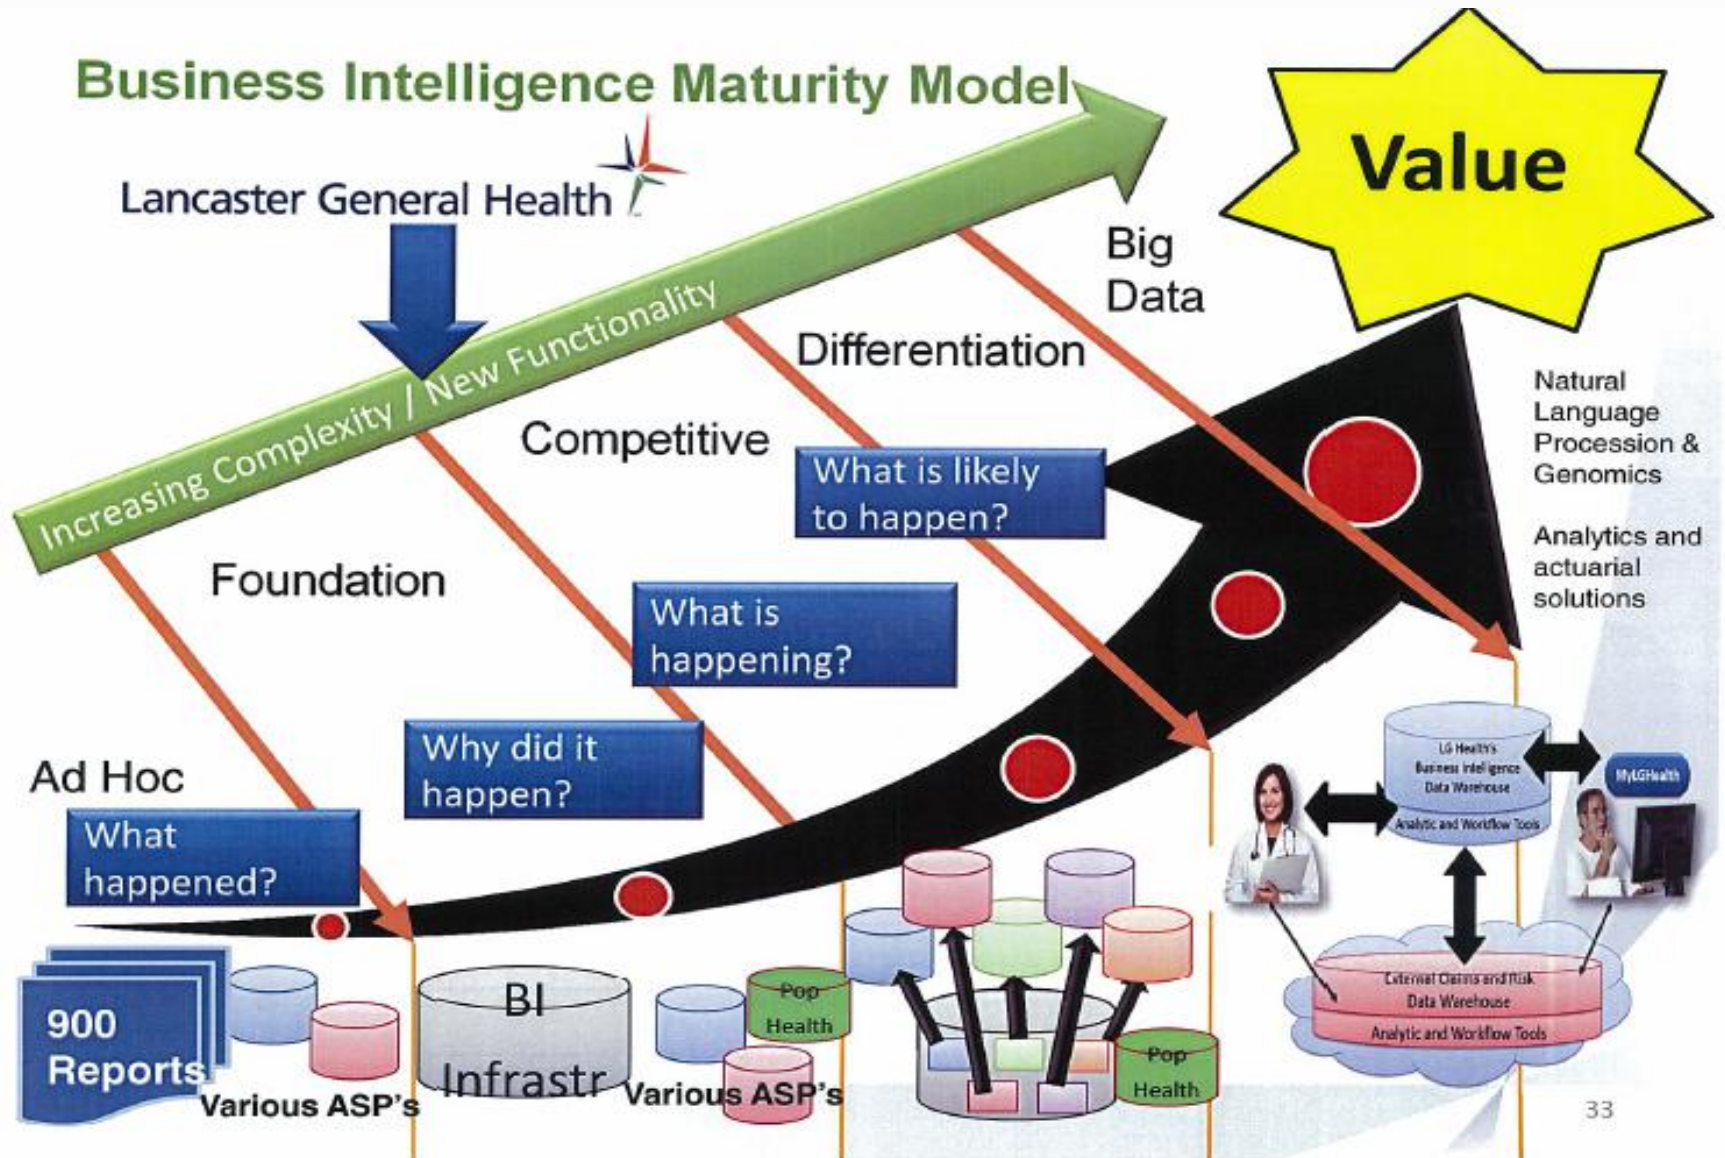 Business Intelligence Maturity Model
Value
Lancaster General Health
Increasing Complexity / New Functionality
Big
Data
Differentiation
Competitive
Foundation
Ad Hoc
What is likely
to happen?
What is
happening?
Why did it
happen?
What
happened?
Natural
Language
Procession &
Genomics
Analytics and
actuarial
solutions
LG Health's
Business Intelligence
Data Warehouse
Analytic and Workflow Tools
MyLGHealth
External Claims and Risk
Data Warehouse
Analytic and Workflow Tools
900
Reports
Various ASP's
BI
Infrastr
Pop
Health
Various ASP's
Pop
Health
33